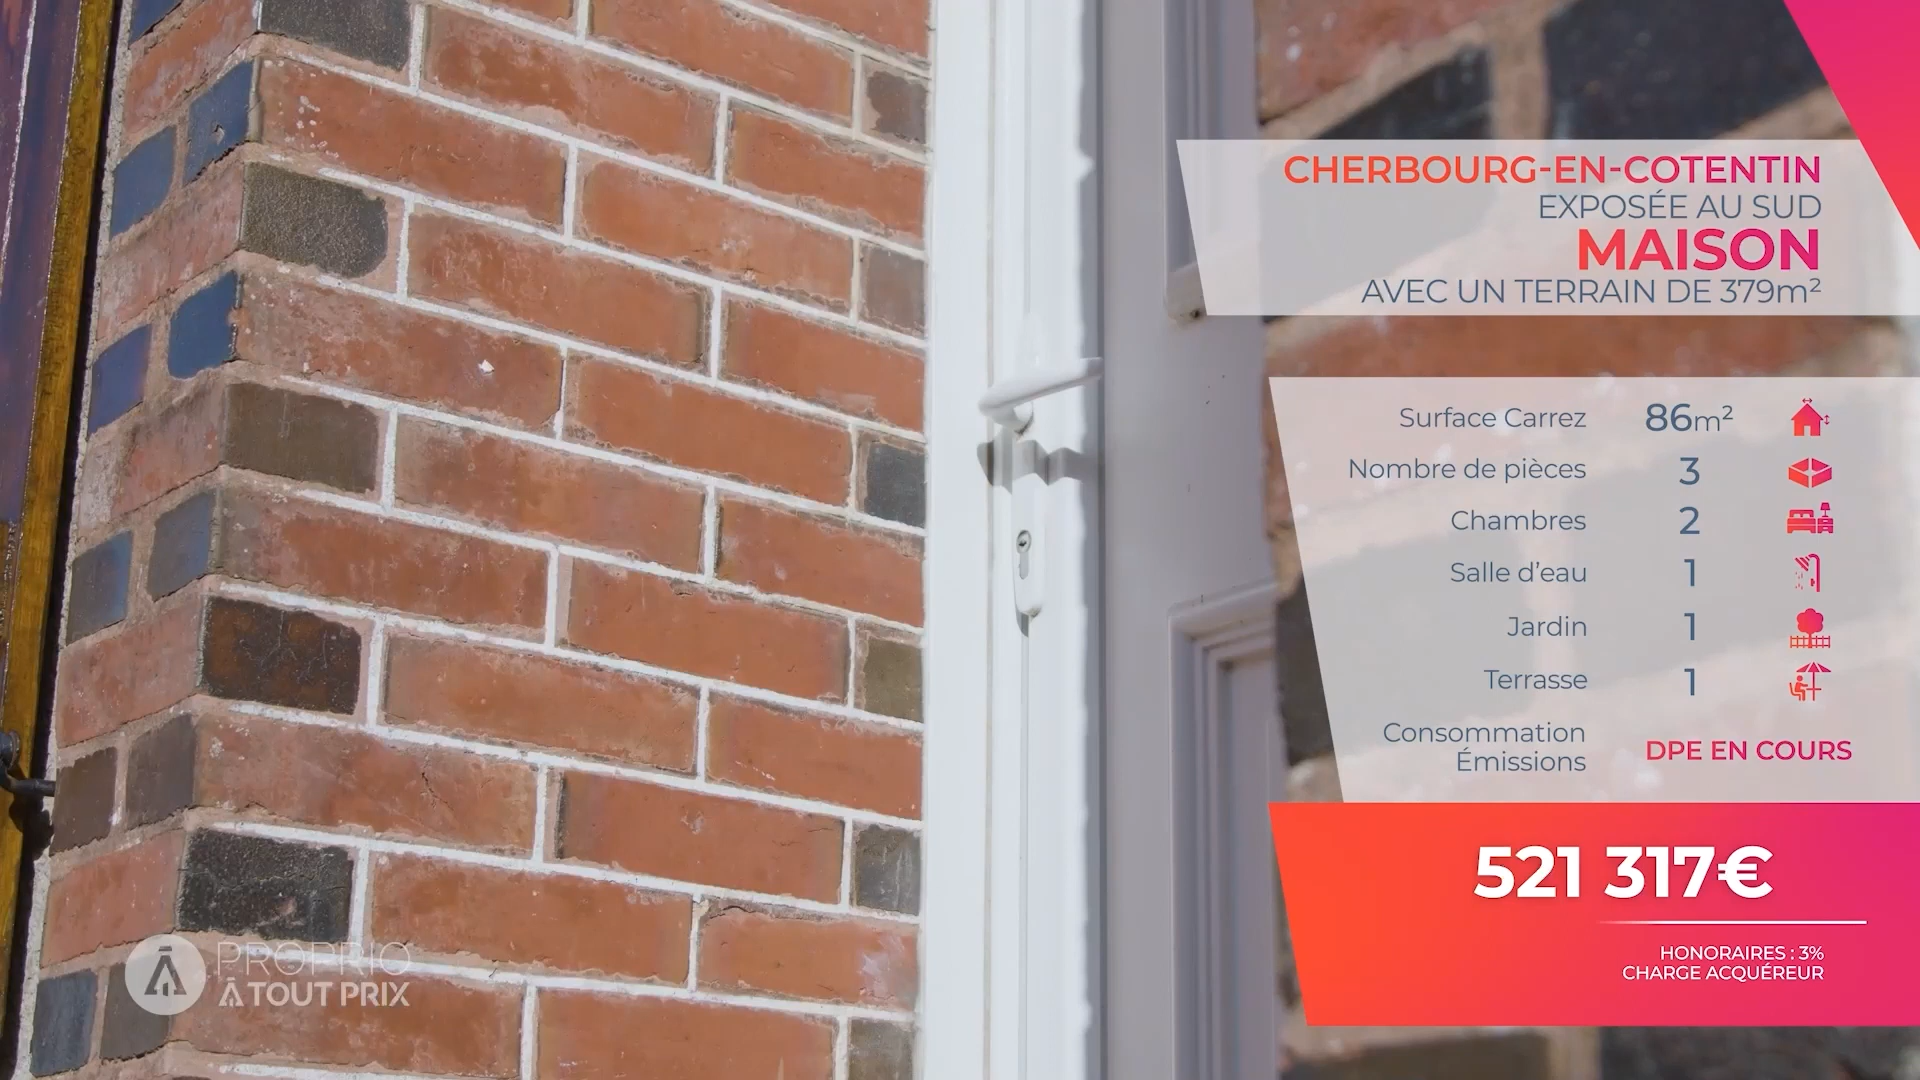 CHERBOURG-EN-COTENTIN
EXPOSÉE AU SUD
MAISON
AVEC UN TERRAIN DE 379m²
Surface Carrez 86m²
Nombre de pièces 3
Chambres 2
Salle d'eau 1
Jardin 1
Terrasse 1
Consommation
Émissions
DPE EN COURS
521 317€
HONORAIRES : 3%
CHARGE ACQUÉREUR
PROPRIO
À TOUT PRIX